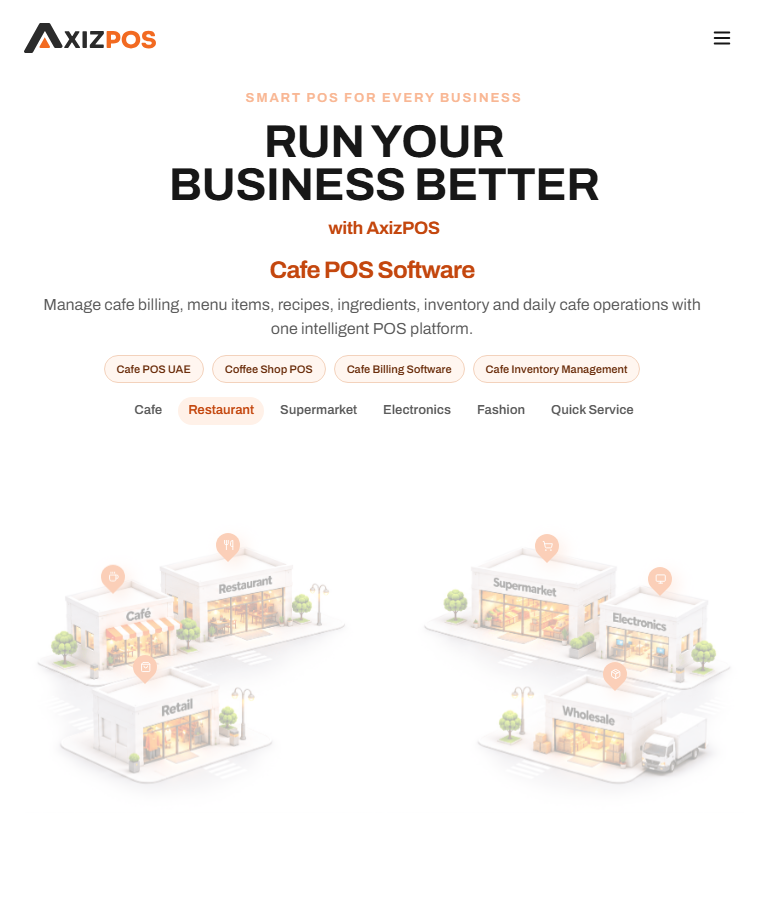 AXIZPOS
SMART POS FOR EVERY BUSINESS
RUN YOUR
BUSINESS BETTER
with AxizPOS
Cafe POS Software
Manage cafe billing, menu items, recipes, ingredients, inventory and daily cafe operations with
one intelligent POS platform.
Cafe POS UAE Coffee Shop POS Cafe Billing Software Cafe Inventory Management
Cafe Restaurant Supermarket Electronics Fashion Quick Service
Restaurant
Supermarket
Café
Electronics
Retail
Wholesale